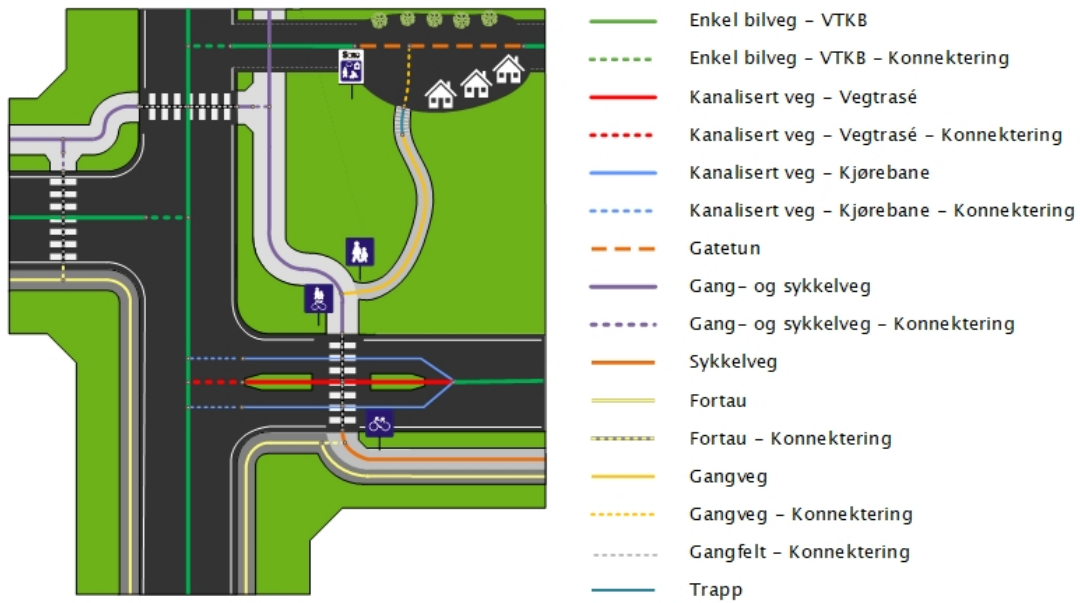 Enkel bilveg – VTKB
Enkel bilveg – VTKB – Konnektering
Kanalisert veg – Vegtrasé
Kanalisert veg – Vegtrasé – Konnektering
Kanalisert veg – Kjørebane
Kanalisert veg – Kjørebane – Konnektering
Gatetun
Gang- og sykkelveg
Gang- og sykkelveg – Konnektering
Sykkelveg
Fortau
Fortau – Konnektering
Gangveg
Gangveg – Konnektering
Gangfelt – Konnektering
Trapp